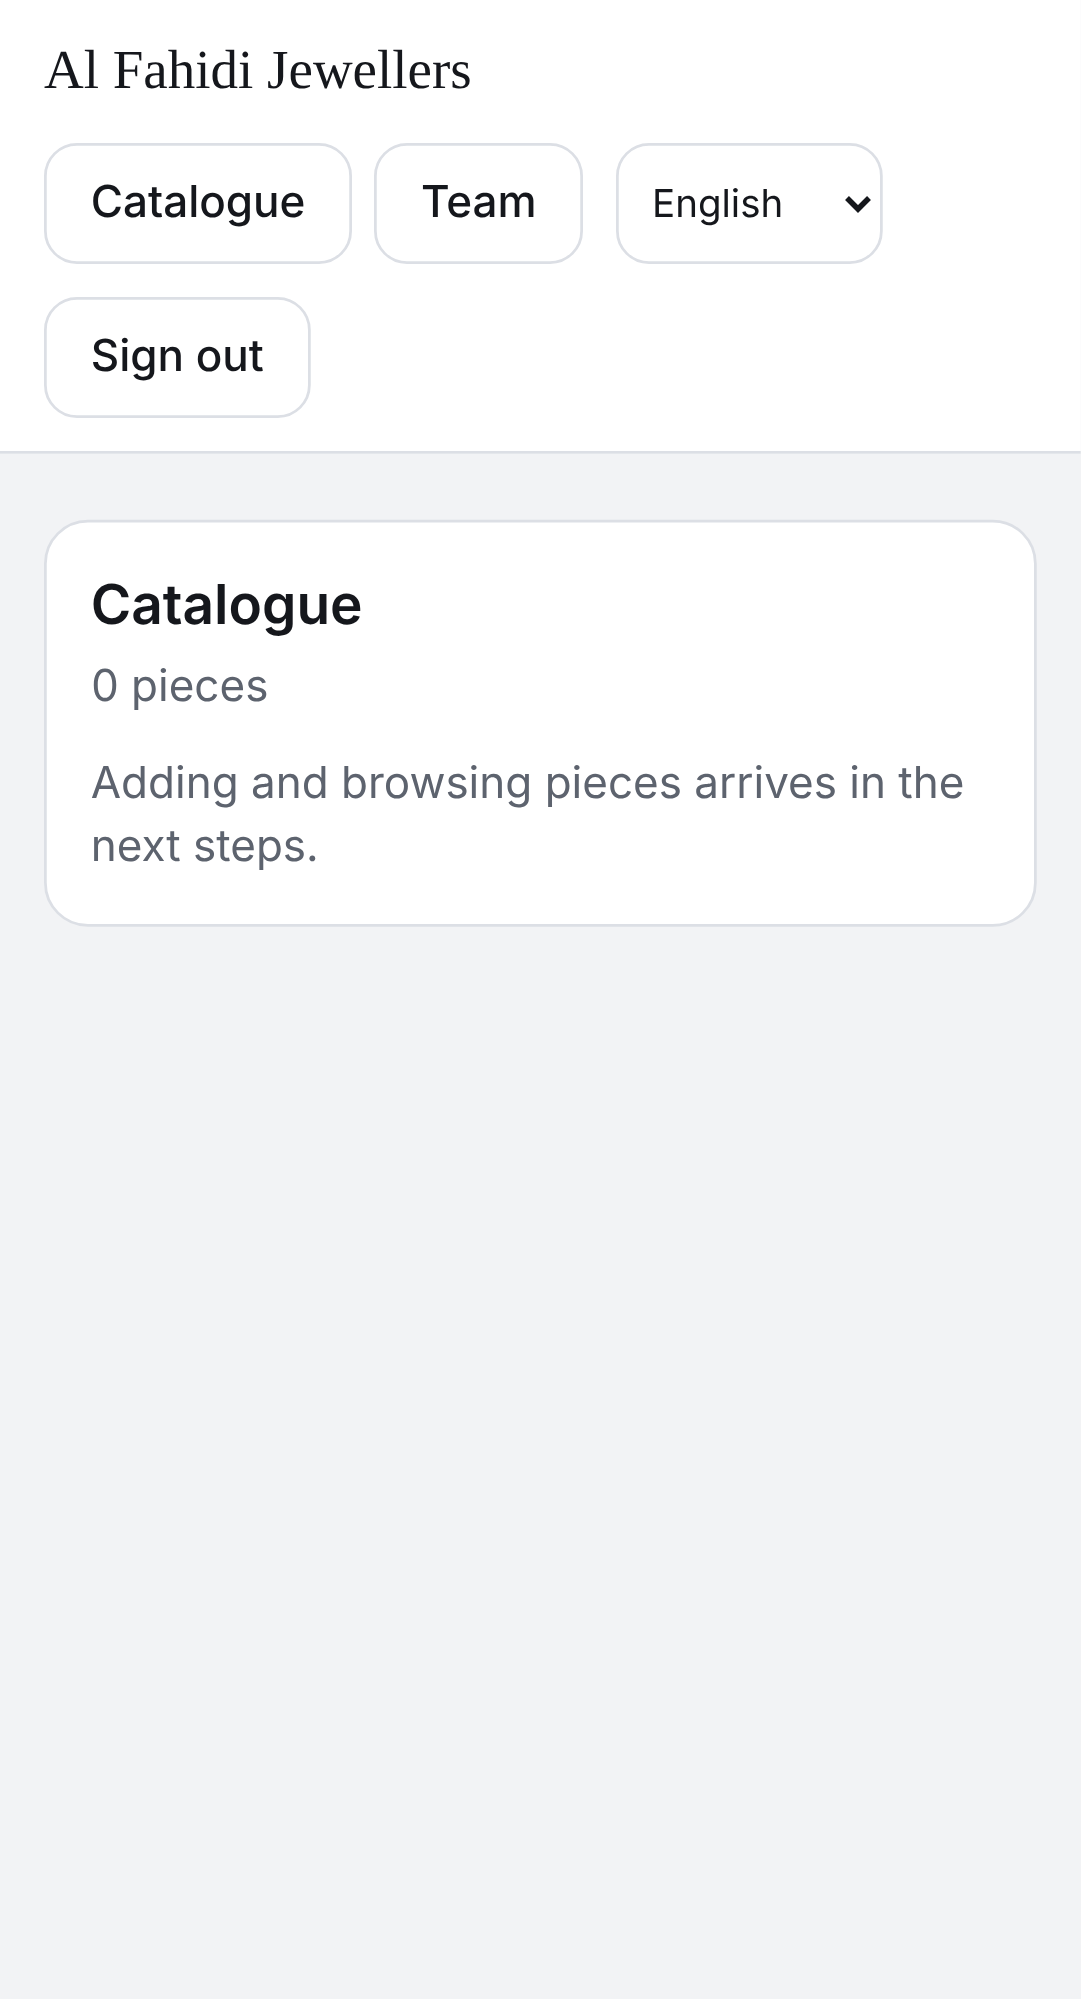 Al Fahidi Jewellers
Catalogue
Team
English
Sign out
Catalogue
0 pieces
Adding and browsing pieces arrives in the
next steps.